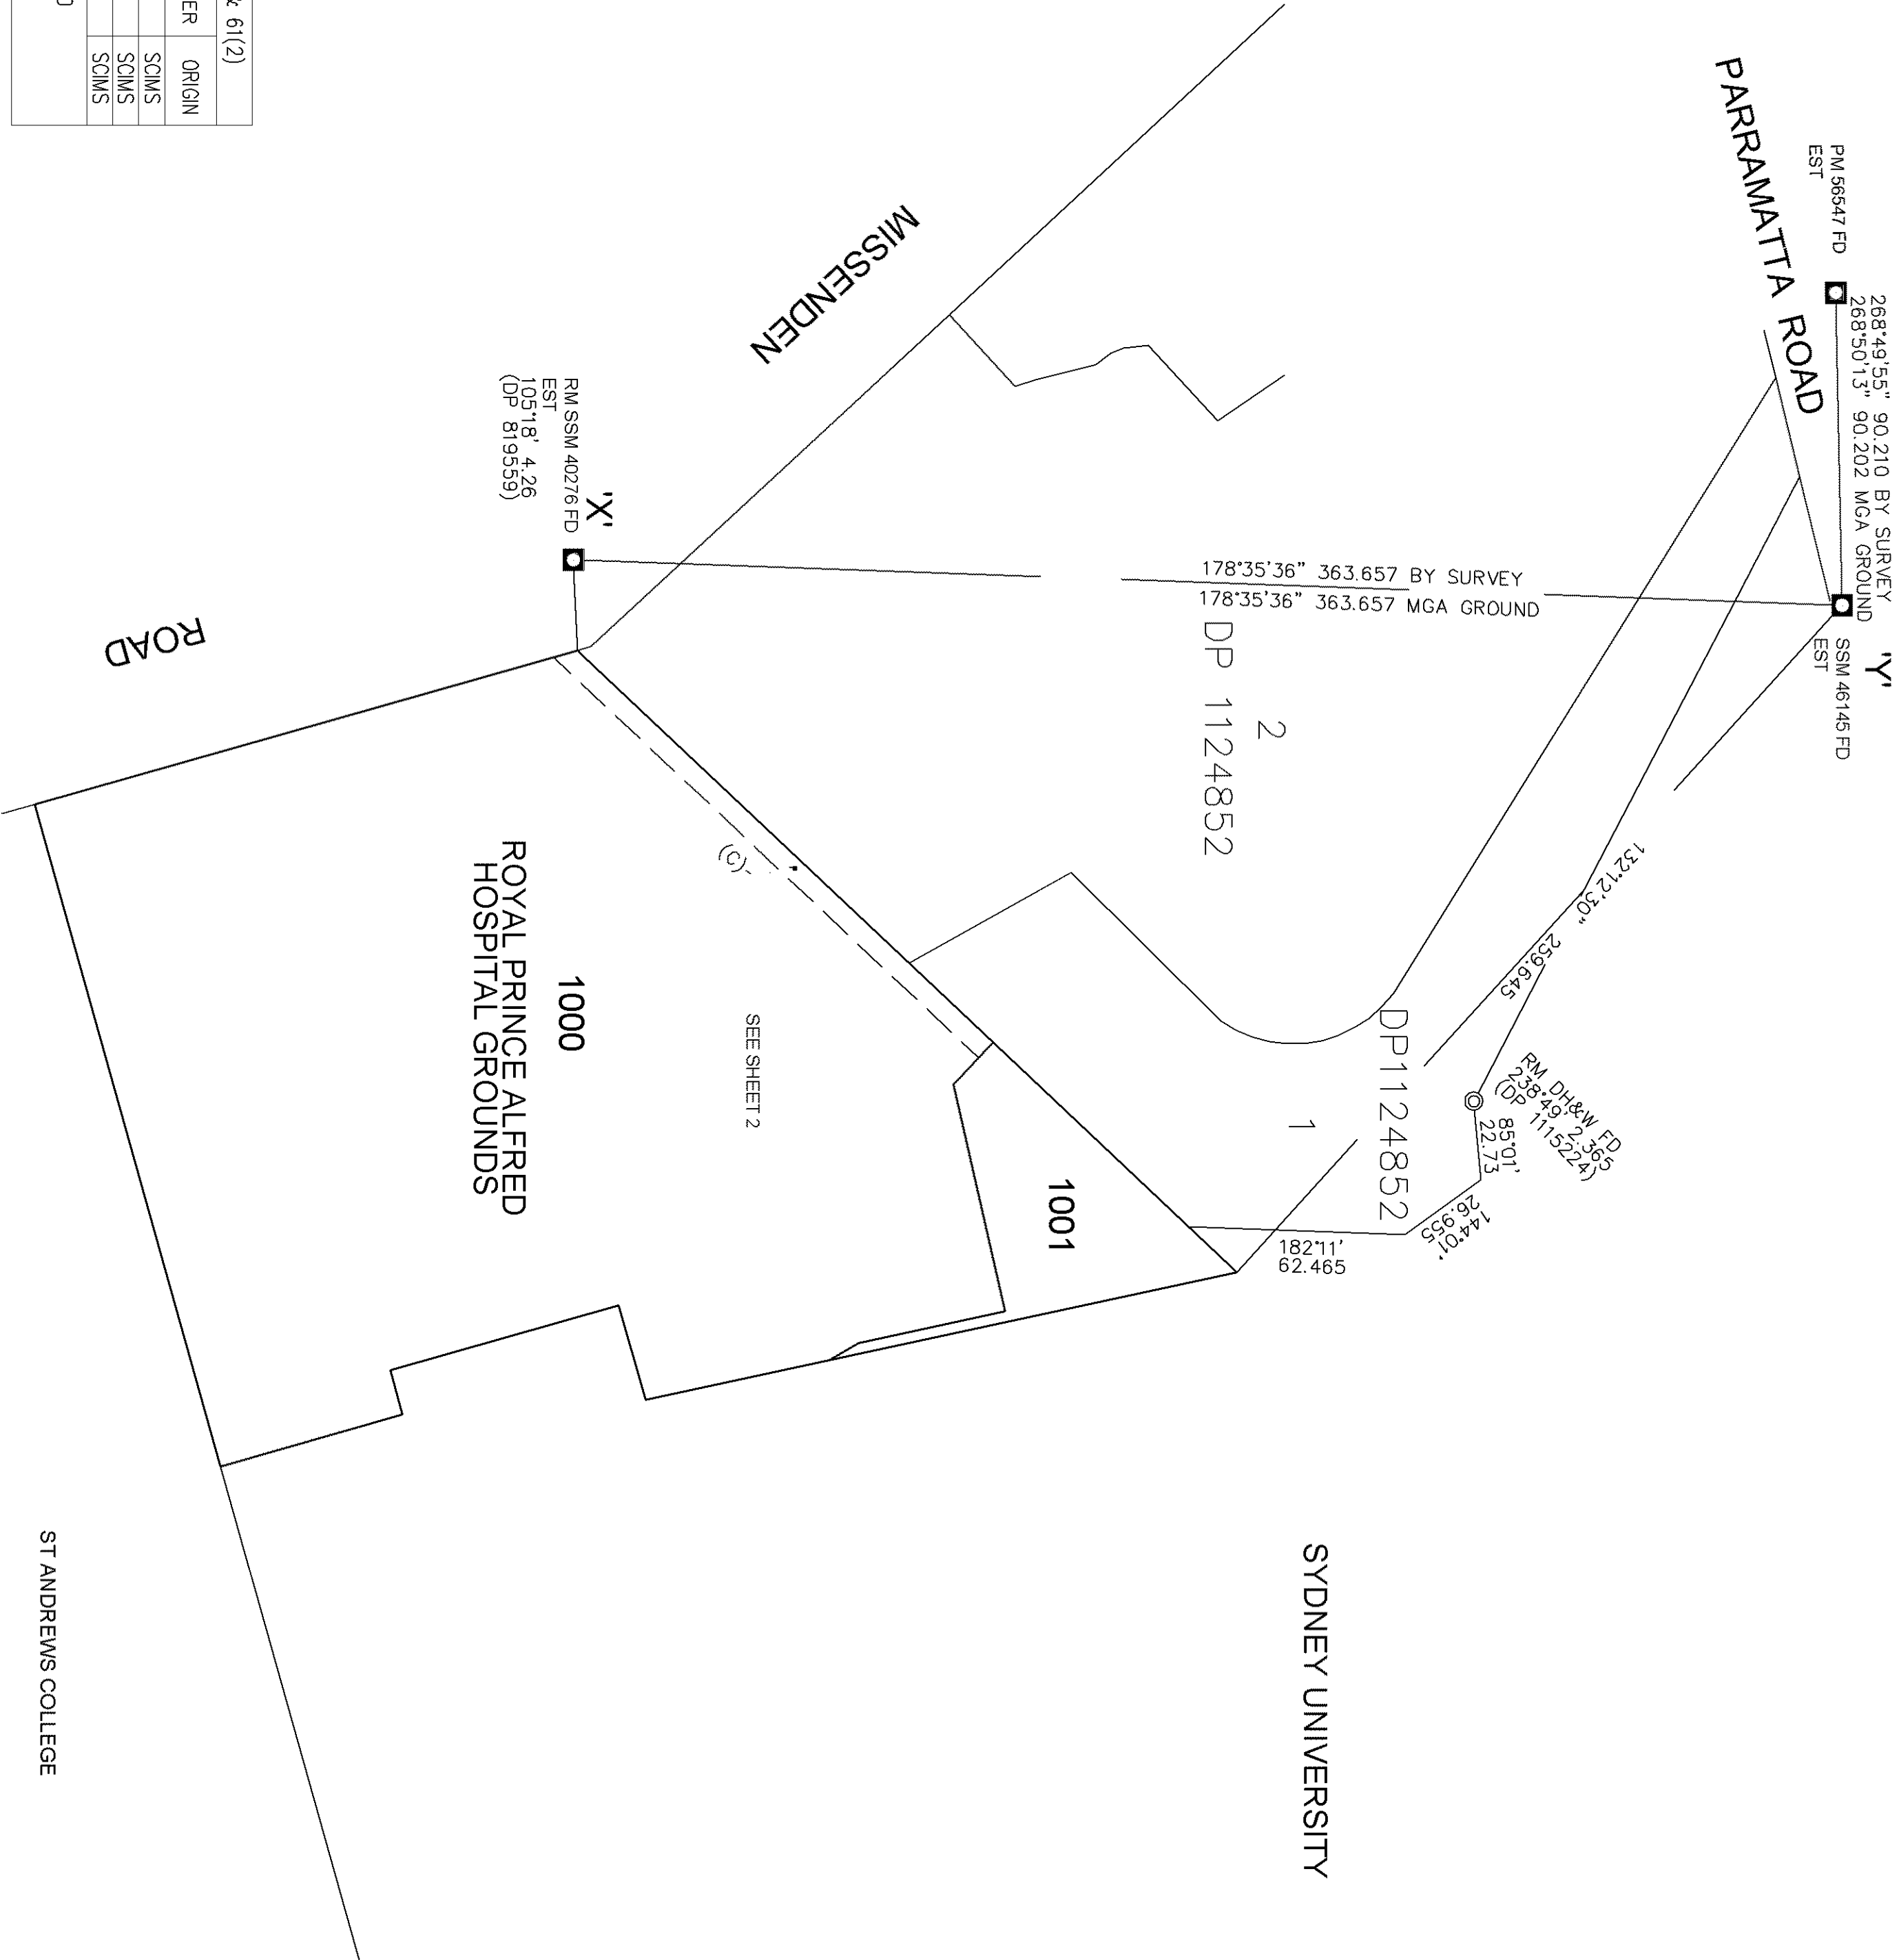 PARRAMATTA ROAD
PM 56547 FD
EST
268°49'55" 90.210 BY SURVEY
268°50'13" 90.202 MGA GROUND
'Y'
SSM 46145 FD
EST
MISSENDEN
ROAD
'X'
RM SSM 40276 FD
EST
105°18' 4.26
(DP 819559)
178°35'36" 363.657 BY SURVEY
178°35'36" 363.657 MGA GROUND
2
DP 1124852
132°12'30"
259.645
RM DH&W FD
238°49' 2.365
(DP 1115224)
85°01'
22.73
144°01'
26.955
182°11'
62.465
1
DP1124852
1001
(C)
SEE SHEET 2
1000
ROYAL PRINCE ALFRED
HOSPITAL GROUNDS
SYDNEY UNIVERSITY
ST ANDREWS COLLEGE
& 61(2)
ER ORIGIN
SCIMS
SCIMS
SCIMS